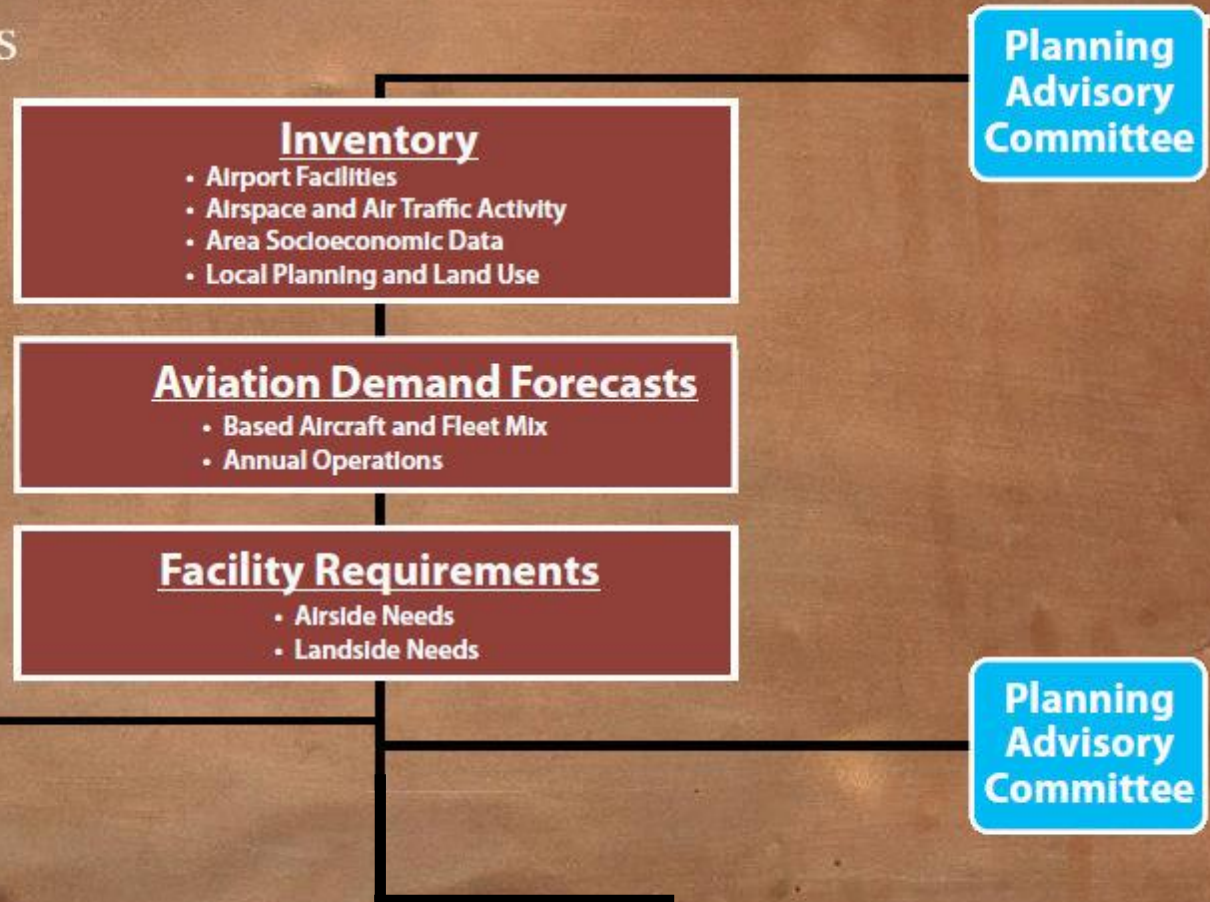 Planning
Advisory
Committee
Inventory
• Airport Facilities
• Airspace and Air Traffic Activity
• Area Socioeconomic Data
• Local Planning and Land Use
Aviation Demand Forecasts
• Based Aircraft and Fleet Mix
• Annual Operations
Facility Requirements
• Airside Needs
• Landside Needs
Planning
Advisory
Committee